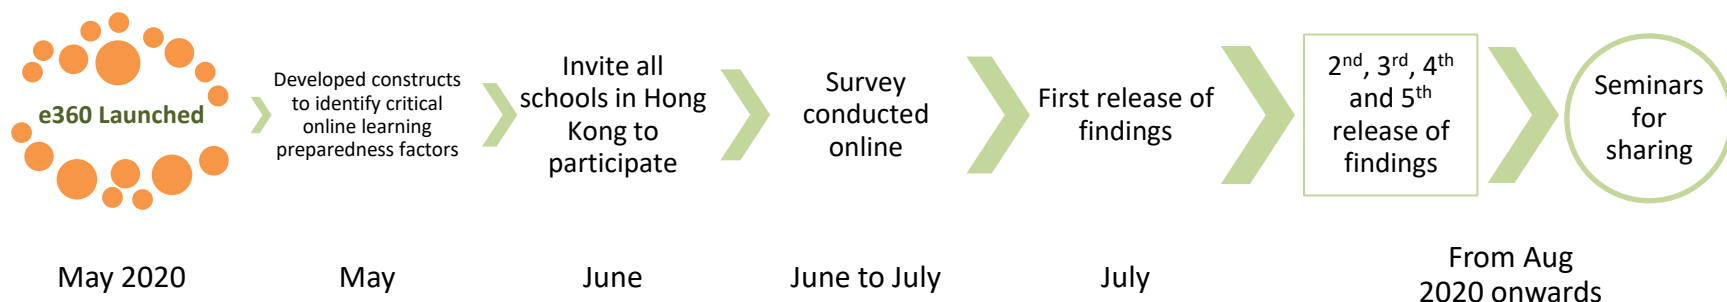 e360 Launched
Developed constructs
to identify critical
online learning
preparedness factors
Invite all
schools in Hong
Kong to
participate
Survey
conducted
online
First release of
findings
2nd, 3rd, 4th
and 5th
release of
findings
Seminars
for
sharing
May 2020
May
June
June to July
July
From Aug
2020 onwards